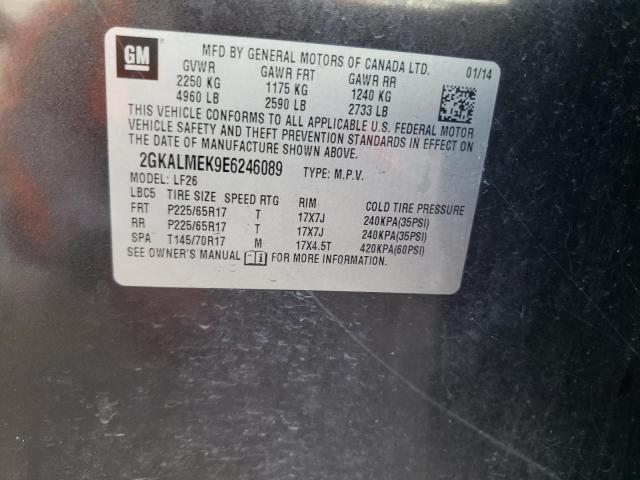 GM
MFD BY GENERAL MOTORS OF CANADA LTD. 01/14
GVWR GAWR FRT GAWR RR
2250 KG 1175 KG 1240 KG
4960 LB 2590 LB 2733 LB
THIS VEHICLE CONFORMS TO ALL APPLICABLE U.S. FEDERAL MOTOR
VEHICLE SAFETY AND THEFT PREVENTION STANDARDS IN EFFECT ON
THE DATE OF MANUFACTURE SHOWN ABOVE.
2GKALMEK9E6246089 TYPE: M.P.V.
MODEL: LF26
LBC5 TIRE SIZE SPEED RTG RIM COLD TIRE PRESSURE
FRT P225/65R17 T 17X7J 240KPA(35PSI)
RR P225/65R17 T 17X7J 240KPA(35PSI)
SPA T145/70R17 M 17X4.5T 420KPA(60PSI)
SEE OWNER'S MANUAL i FOR MORE INFORMATION.